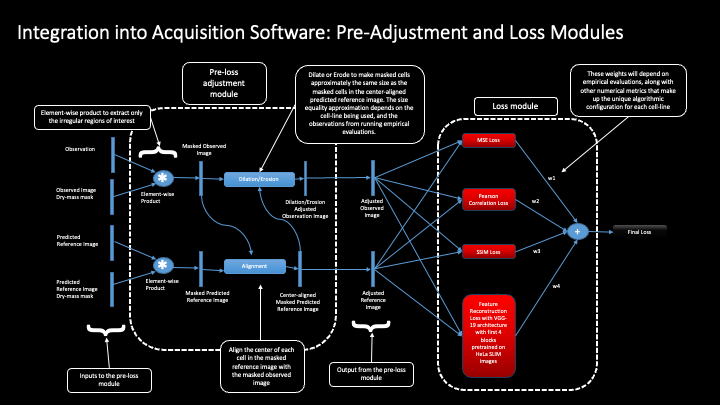 Integration into Acquisition Software: Pre-Adjustment and Loss Modules
Pre-loss
adjustment
module
Dilate or Erode to make masked cells
approximately the same size as the
masked cells in the center-aligned
predicted reference image. The size
equality approximation depends on the
cell-line being used, and the
observations from running empirical
evaluations.
These weights will depend on
empirical evaluations, along with
other numerical metrics that make
up the unique algorithmic
configuration for each cell-line
Loss module
Element-wise product to extract only
the irregular regions of interest
Observation
Masked Observed
Image
Observed Image
Dry-mass mask
*
Element-wise
Product
Dilation/Erosion
Dilation/Erosion
Adjusted
Observation Image
Adjusted
Observed
Image
MSE Loss
w1
Pearson
Correlation Loss
w2
Predicted
Reference Image
+
Final Loss
SSIM Loss
w3
*
Alignment
Predicted
Reference Image
Dry-mass mask
Element-wise
Product
Masked Predicted
Reference Image
Center-aligned
Masked Predicted
Reference Image
Adjusted
Reference
Image
w4
Feature
Reconstruction
Loss with VGG-
19 architecture
with first 4
blocks
pretrained on
HeLa SLIM
images
Inputs to the pre-loss
module
Align the center of each
cell in the masked
reference image with
the masked observed
image
Output from the pre-loss
module